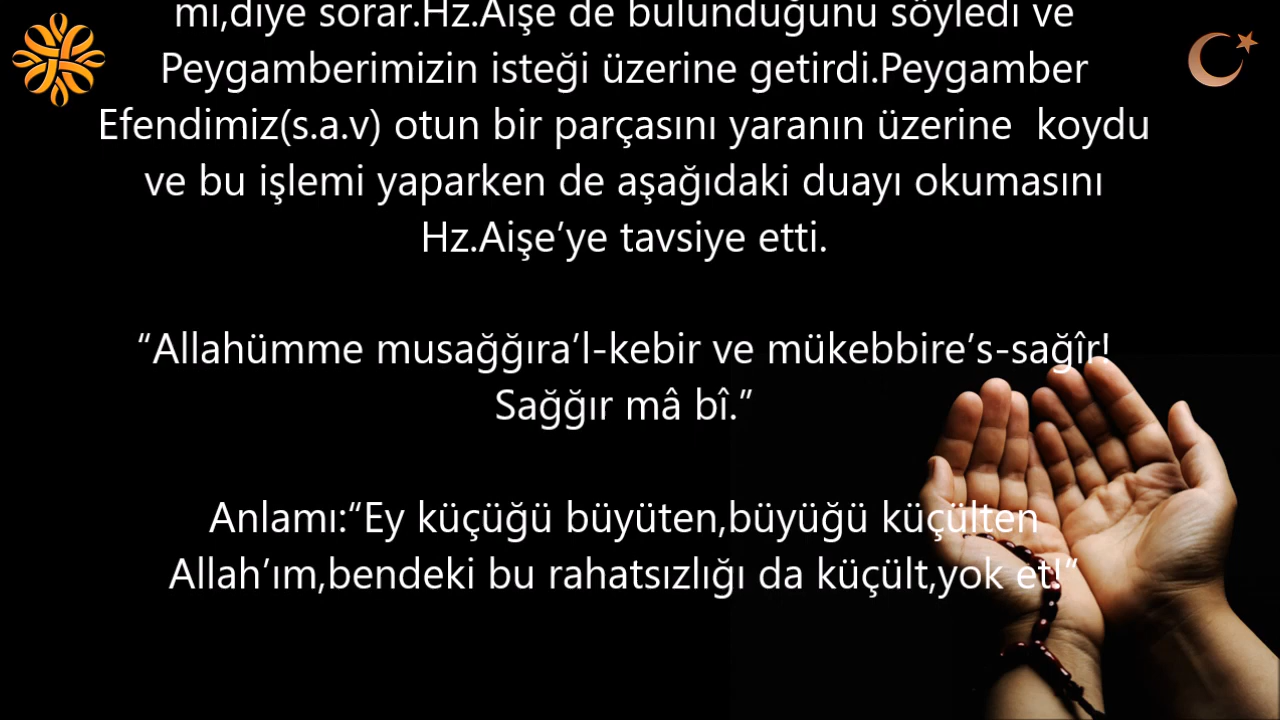 mi,diye sorar.Hz.Aişe de bulunduğunu söyledi ve
Peygamberimizin isteği üzerine getirdi.Peygamber
Efendimiz(s.a.v) otun bir parçasını yaranın üzerine  koydu
ve bu işlemi yaparken de aşağıdaki duayı okumasını
Hz.Aişe’ye tavsiye etti.
“Allahümme musağğıra’l-kebir ve mükebbire’s-sağîr!
Sağğır mâ bî.”
Anlamı:“Ey küçüğü büyüten,büyüğü küçülten
Allah’ım,bendeki bu rahatsızlığı da küçült,yok et!”